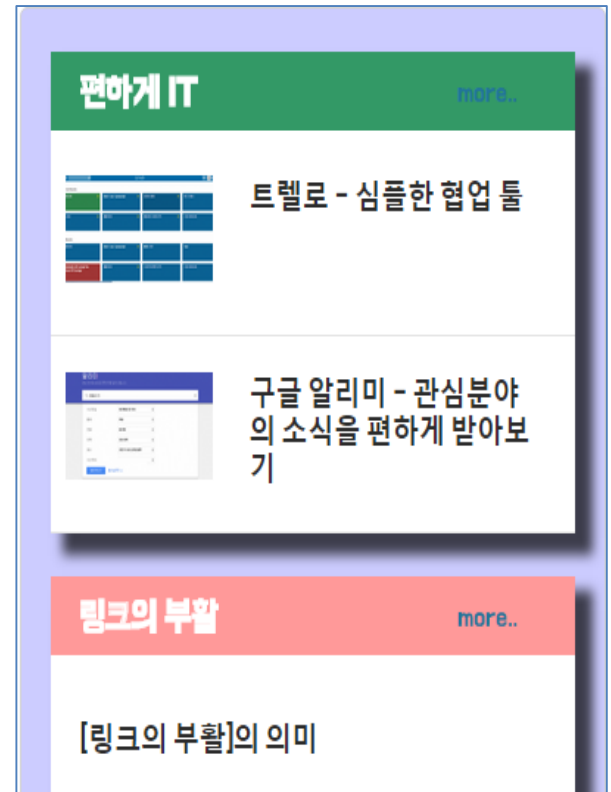 편하게 IT
more..
트렐로 - 심플한 협업 툴
구글 알리미 - 관심분야
의 소식을 편하게 받아보
기
링크의 부활
more..
[링크의 부활]의 의미